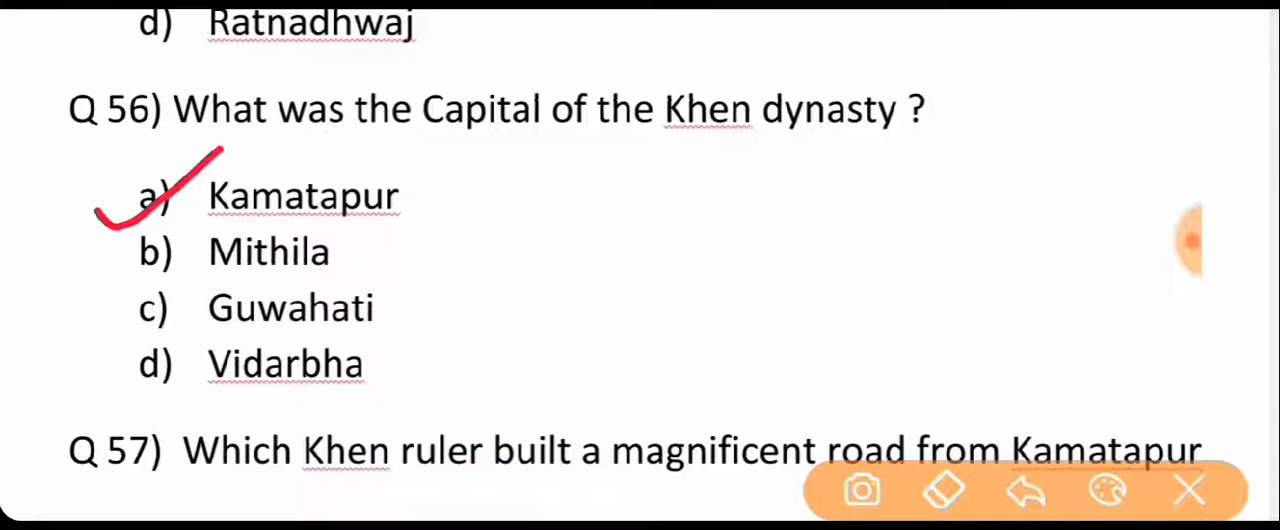 d) Ratnadhwaj
Q 56) What was the Capital of the Khen dynasty ?
a) Kamatapur
b) Mithila
c) Guwahati
d) Vidarbha
Q 57) Which Khen ruler built a magnificent road from Kamatapur